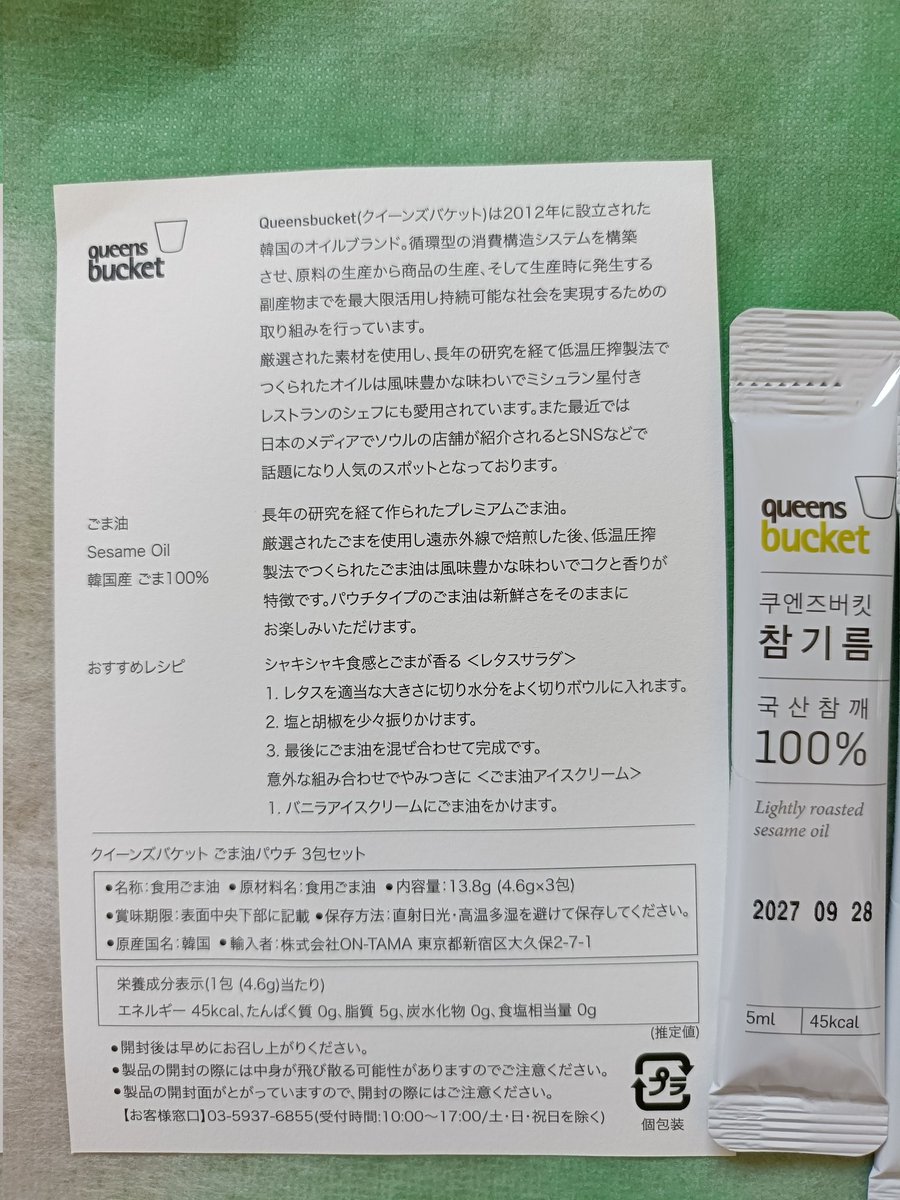 queens
bucket
Queensbucket(クイーンズバケット)は2012年に設立された
韓国のオイルブランド。循環型の消費構造システムを構築
させ、原料の生産から商品の生産、そして生産時に発生する
副産物までを最大限活用し持続可能な社会を実現するための
取り組みを行っています。
厳選された素材を使用し、長年の研究を経て低温圧搾製法で
つくられたオイルは風味豊かな味わいでミシュラン星付き
レストランのシェフにも愛用されています。また最近では
日本のメディアでソウルの店舗が紹介されるとSNSなどで
話題になり人気のスポットとなっております。
ごま油
Sesame Oil
韓国産 ごま100%
長年の研究を経て作られたプレミアムごま油。
厳選されたごまを使用し遠赤外線で焙煎した後、低温圧搾
製法でつくられたごま油は風味豊かな味わいでコクと香りが
特徴です。パウチタイプのごま油は新鮮さをそのままに
お楽しみいただけます。
おすすめレシピ
シャキシャキ食感とごまが香る <レタスサラダ>
1. レタスを適当な大きさに切り水分をよく切りボウルに入れます。
2. 塩と胡椒を少々振りかけます。
3. 最後にごま油を混ぜ合わせて完成です。
意外な組み合わせでやみつきに <ごま油アイスクリーム>
1. バニラアイスクリームにごま油をかけます。
クイーンズバケット ごま油パウチ 3包セット
●名称:食用ごま油 ●原材料名:食用ごま油 ●内容量:13.8g (4.6g×3包)
●賞味期限:表面中央下部に記載 ●保存方法:直射日光・高温多湿を避けて保存してください。
●原産国名:韓国 ●輸入者:株式会社ON-TAMA 東京都新宿区大久保2-7-1
栄養成分表示(1包 (4.6g)当たり)
エネルギー 45kcal、たんぱく質 0g、脂質 5g、炭水化物 0g、食塩相当量 0g
(推定値)
●開封後は早めにお召し上がりください。
●製品の開封の際には中身が飛び散る可能性がありますのでご注意ください。
●製品の開封面がとがっていますので、開封の際にはご注意ください。
【お客様窓口】03-5937-6855(受付時間:10:00〜17:00/土・日・祝日を除く)
プラ
個包装
queens
bucket
쿠엔즈버킷
참기름
국산참깨
100%
Lightly roasted
sesame oil
2027 09 28
5ml
45kcal